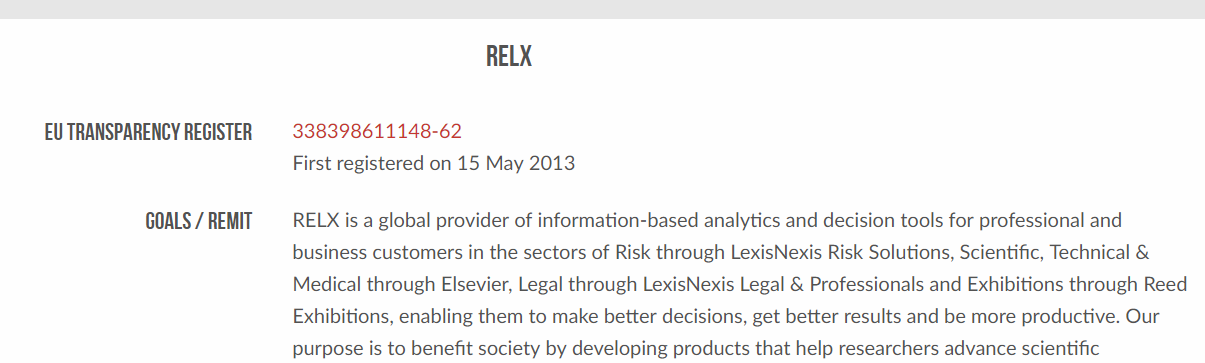 RELX
EU TRANSPARENCY REGISTER 338398611148-62
First registered on 15 May 2013
GOALS / REMIT RELX is a global provider of information-based analytics and decision tools for professional and
business customers in the sectors of Risk through LexisNexis Risk Solutions, Scientific, Technical &
Medical through Elsevier, Legal through LexisNexis Legal & Professionals and Exhibitions through Reed
Exhibitions, enabling them to make better decisions, get better results and be more productive. Our
purpose is to benefit society by developing products that help researchers advance scientific